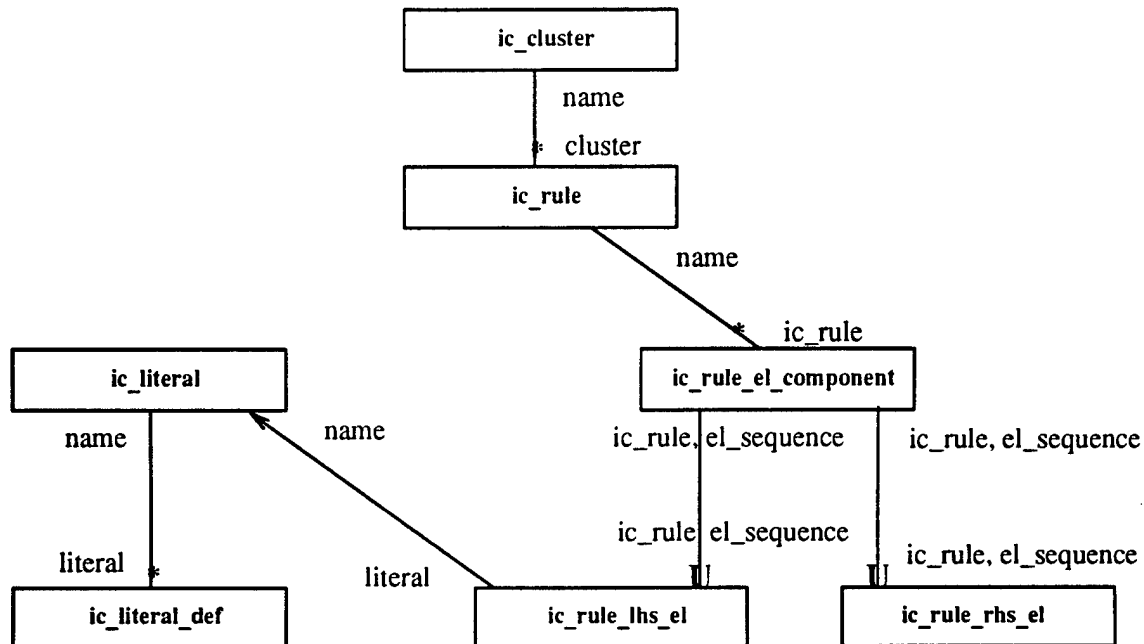 ic_cluster
name
* cluster
ic_rule
name
* ic_rule
ic_literal
ic_rule_el_component
name
name
ic_rule, el_sequence
ic_rule, el_sequence
ic_rule, el_sequence
ic_rule, el_sequence
literal
*
literal
U
U
ic_literal_def
ic_rule_lhs_el
ic_rule_rhs_el